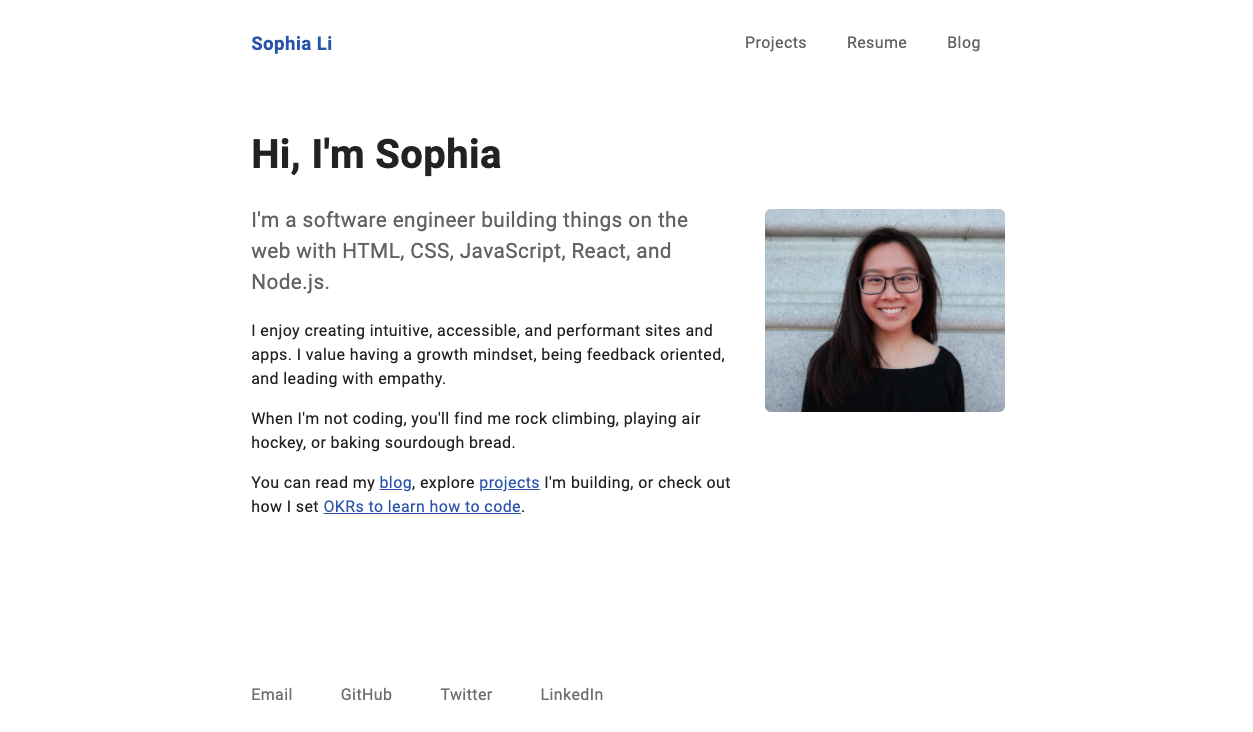 Sophia Li
Projects Resume Blog
Hi, I'm Sophia
I'm a software engineer building things on the
web with HTML, CSS, JavaScript, React, and
Node.js.
I enjoy creating intuitive, accessible, and performant sites and
apps. I value having a growth mindset, being feedback oriented,
and leading with empathy.
When I'm not coding, you'll find me rock climbing, playing air
hockey, or baking sourdough bread.
You can read my blog, explore projects I'm building, or check out
how I set OKRs to learn how to code.
Email GitHub Twitter LinkedIn